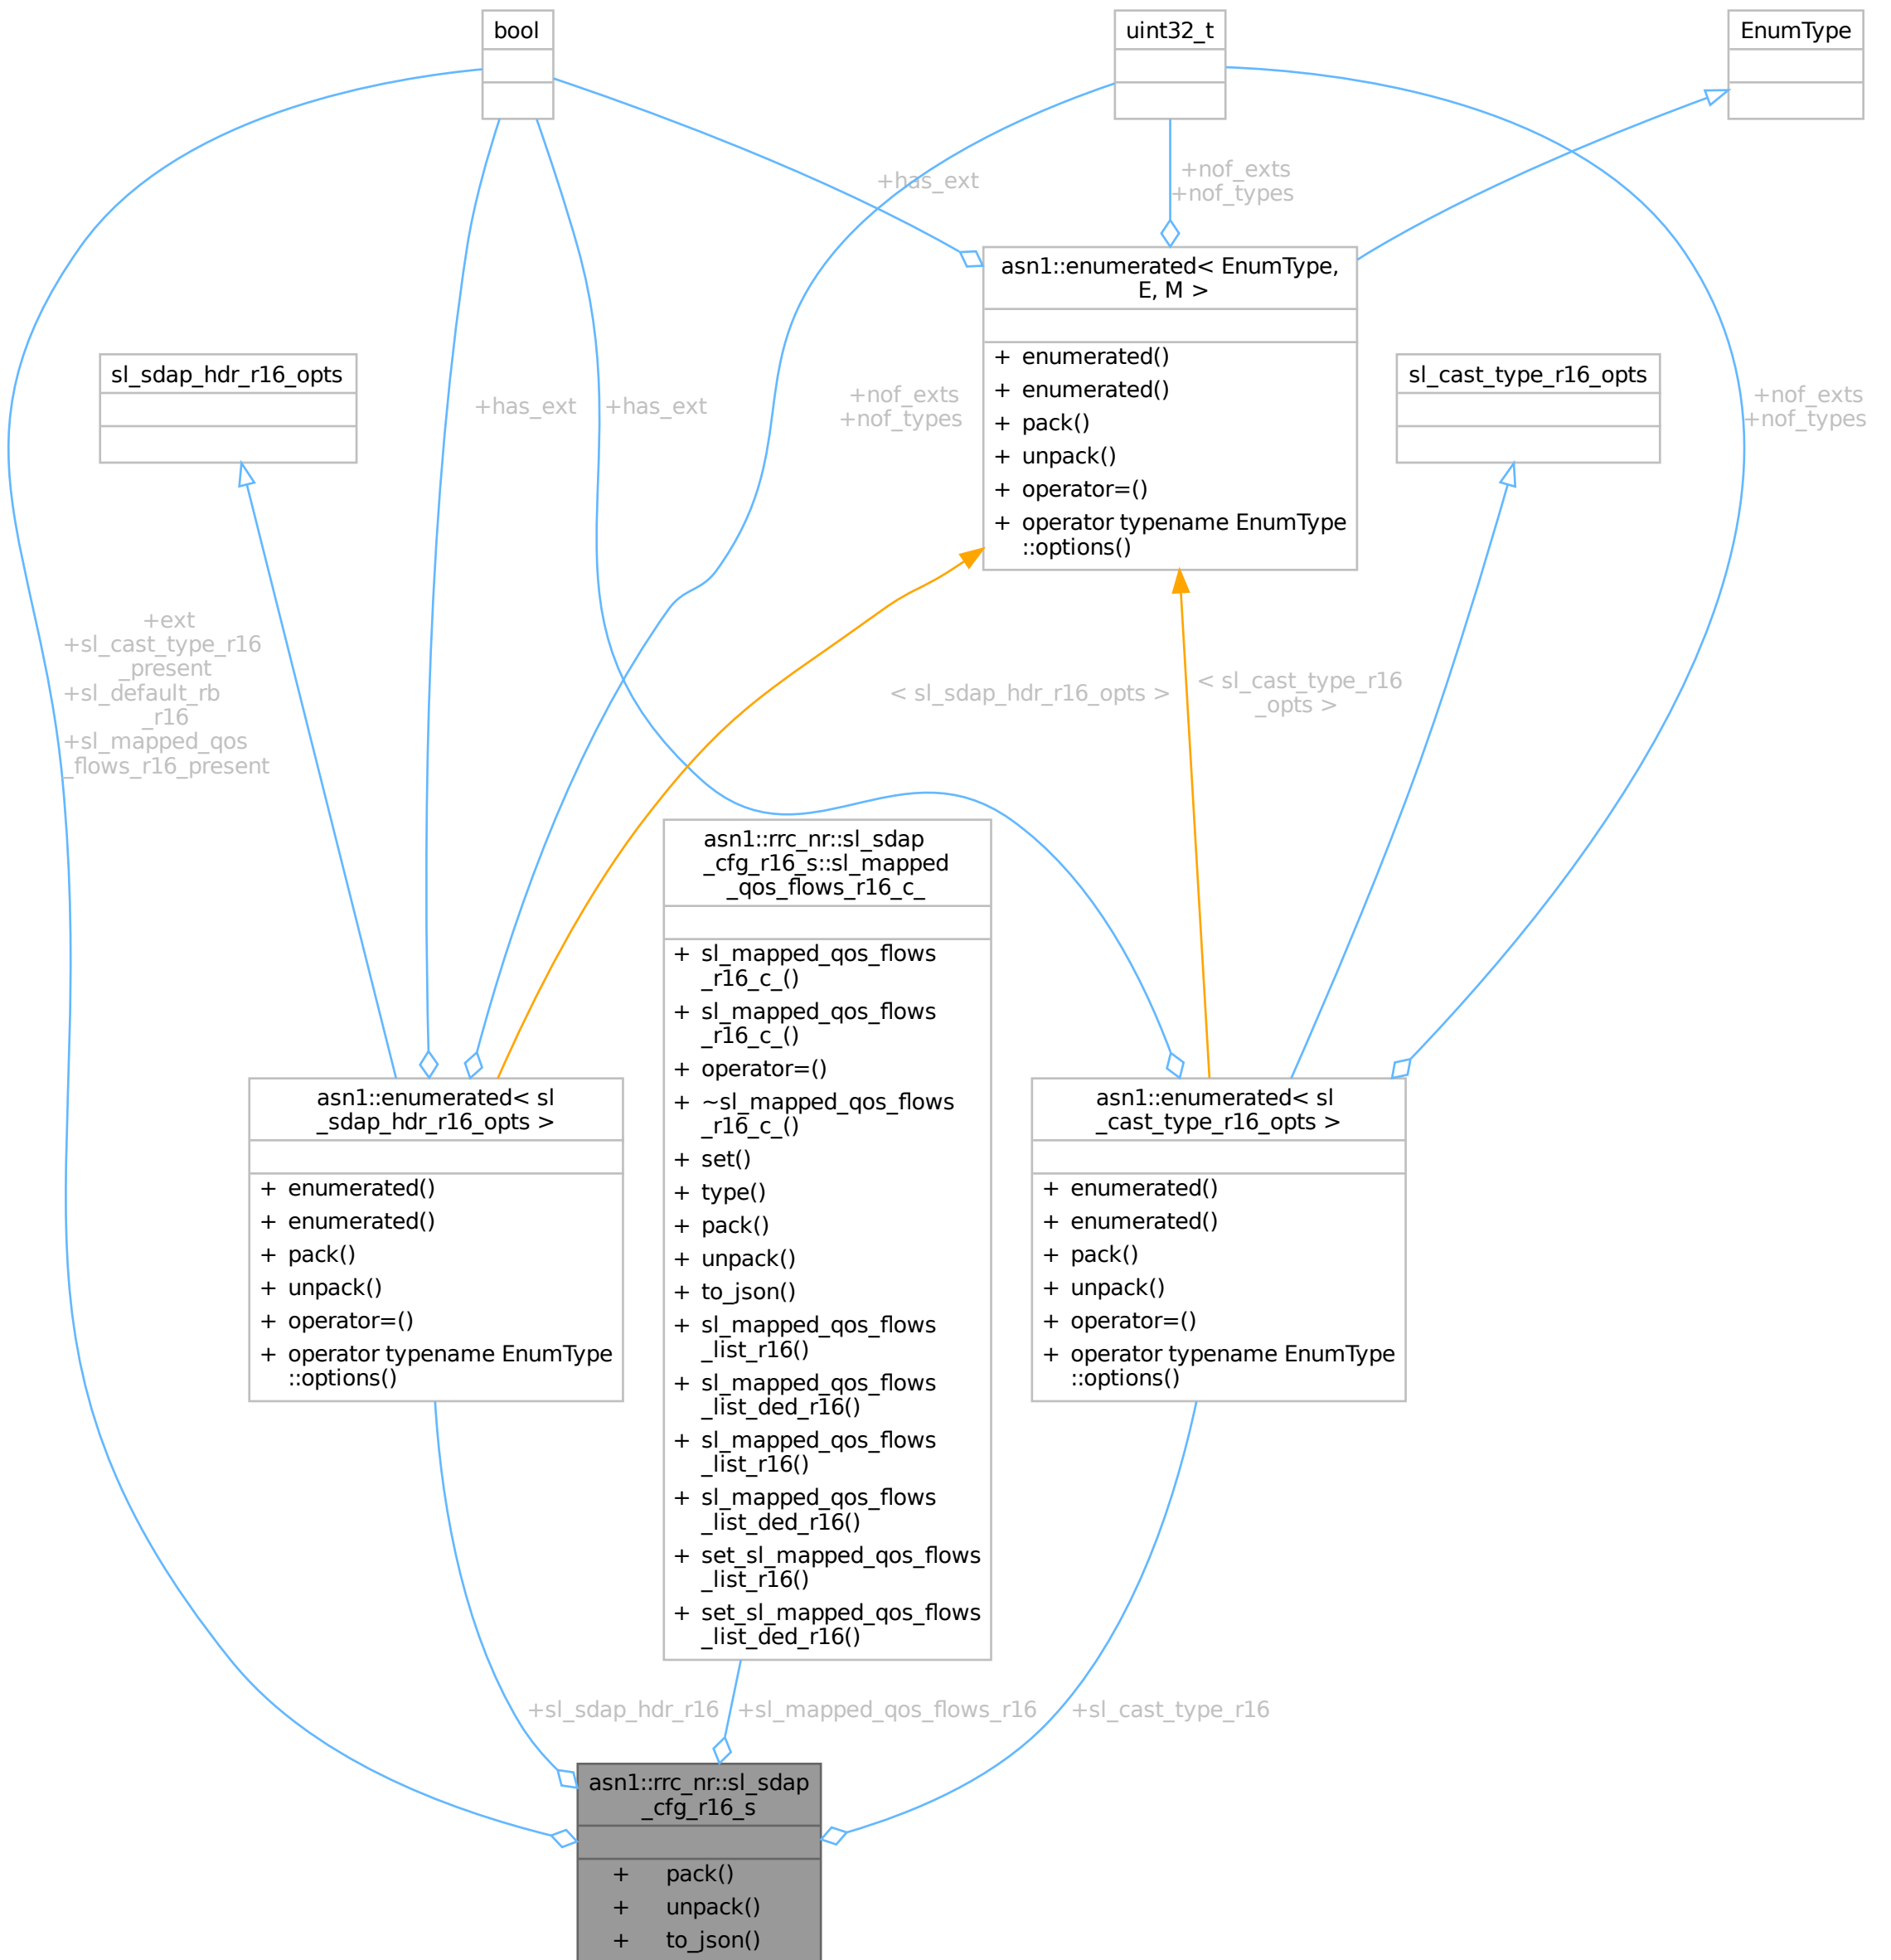 bool
uint32_t
EnumType
+has_ext
+nof_exts
+nof_types
asn1::enumerated< EnumType,
E, M >
+ enumerated()
+ enumerated()
+ pack()
+ unpack()
+ operator=()
+ operator typename EnumType
::options()
sl_sdap_hdr_r16_opts
sl_cast_type_r16_opts
+has_ext
+has_ext
+nof_exts
+nof_types
+nof_exts
+nof_types
+ext
+sl_cast_type_r16
_present
+sl_default_rb
_r16
+sl_mapped_qos
_flows_r16_present
< sl_sdap_hdr_r16_opts >
< sl_cast_type_r16
_opts >
asn1::rrc_nr::sl_sdap
_cfg_r16_s::sl_mapped
_qos_flows_r16_c_
+ sl_mapped_qos_flows
_r16_c_()
+ sl_mapped_qos_flows
_r16_c_()
+ operator=()
+ ~sl_mapped_qos_flows
_r16_c_()
+ set()
+ type()
+ pack()
+ unpack()
+ to_json()
+ sl_mapped_qos_flows
_list_r16()
+ sl_mapped_qos_flows
_list_ded_r16()
+ sl_mapped_qos_flows
_list_r16()
+ sl_mapped_qos_flows
_list_ded_r16()
+ set_sl_mapped_qos_flows
_list_r16()
+ set_sl_mapped_qos_flows
_list_ded_r16()
asn1::enumerated< sl
_sdap_hdr_r16_opts >
+ enumerated()
+ enumerated()
+ pack()
+ unpack()
+ operator=()
+ operator typename EnumType
::options()
asn1::enumerated< sl
_cast_type_r16_opts >
+ enumerated()
+ enumerated()
+ pack()
+ unpack()
+ operator=()
+ operator typename EnumType
::options()
+sl_sdap_hdr_r16
+sl_mapped_qos_flows_r16
+sl_cast_type_r16
asn1::rrc_nr::sl_sdap
_cfg_r16_s
+ pack()
+ unpack()
+ to_json()